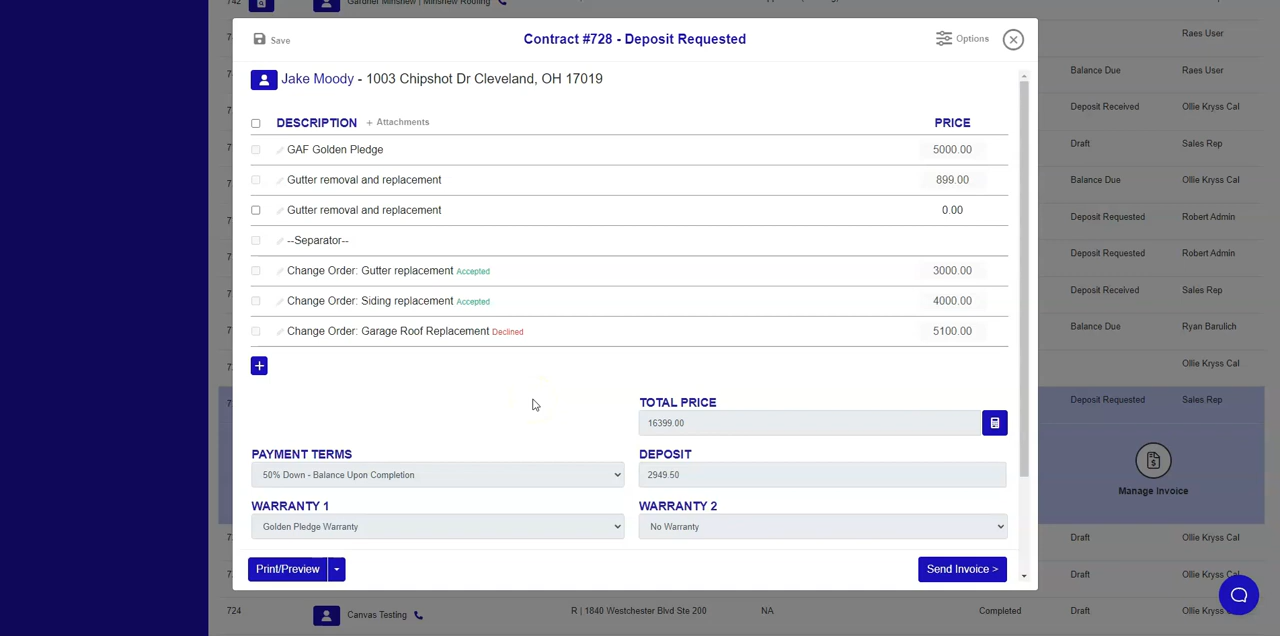 742 Gardner Minshew | Minshew Roofing
Save
Contract #728 - Deposit Requested
Options
Jake Moody - 1003 Chipshot Dr Cleveland, OH 17019
DESCRIPTION + Attachments PRICE
GAF Golden Pledge 5000.00
Gutter removal and replacement 899.00
Gutter removal and replacement 0.00
--Separator--
Change Order: Gutter replacement Accepted 3000.00
Change Order: Siding replacement Accepted 4000.00
Change Order: Garage Roof Replacement Declined 5100.00
+
TOTAL PRICE
16399.00
PAYMENT TERMS
50% Down - Balance Upon Completion
DEPOSIT
2949.50
WARRANTY 1
Golden Pledge Warranty
WARRANTY 2
No Warranty
Print/Preview
Send Invoice >
Raes User
Balance Due Raes User
Deposit Received Ollie Kryss Cal
Draft Sales Rep
Balance Due Ollie Kryss Cal
Deposit Requested Robert Admin
Deposit Requested Robert Admin
Deposit Received Sales Rep
Balance Due Ryan Barulich
Ollie Kryss Cal
Deposit Requested Sales Rep
Manage Invoice
Draft Ollie Kryss Cal
Draft Ollie Kryss Cal
724 Canvas Testing R | 1840 Westchester Blvd Ste 200 NA Completed Draft Ollie Kryss